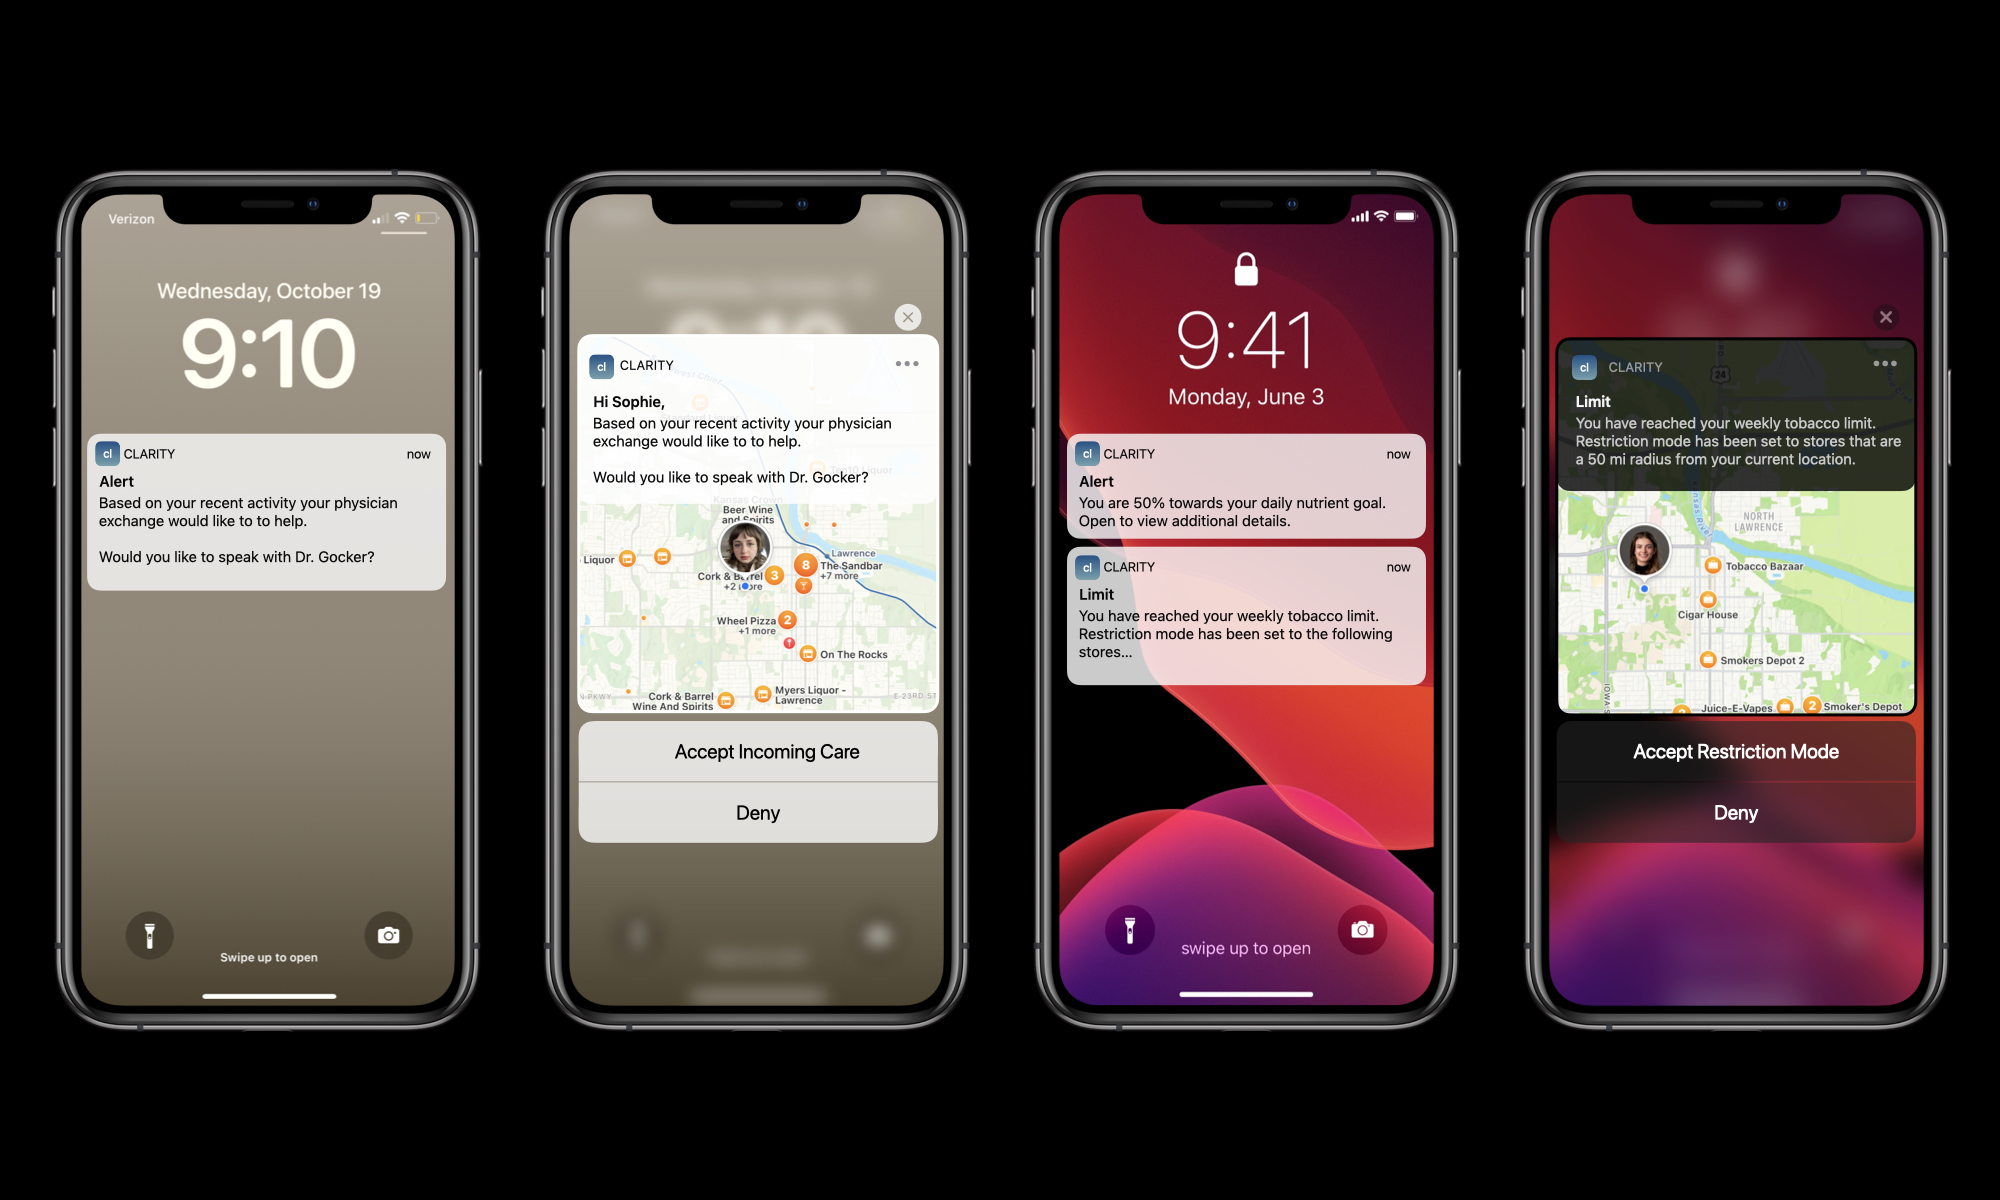 Verizon
Wednesday, October 19
9:10
cl CLARITY now
Alert
Based on your recent activity your physician
exchange would like to to help.
Would you like to speak with Dr. Gocker?
Swipe up to open
cl CLARITY
Hi Sophie,
Based on your recent activity your physician
exchange would like to to help.
Would you like to speak with Dr. Gocker?
Kansas Crown
Beer Wine
and Spirits
Liquor
Lawrence
8
The Sandbar
+7 more
Cork & Barrel
3
+2 more
Wheel Pizza
2
+1 more
On The Rocks
N PKWY
Cork & Barrel
Wine And Spirits
Myers Liquor -
Lawrence
E 23RD ST
Accept Incoming Care
Deny
9:41
Monday, June 3
cl CLARITY now
Alert
You are 50% towards your daily nutrient goal.
Open to view additional details.
cl CLARITY now
Limit
You have reached your weekly tobacco limit.
Restriction mode has been set to the following
stores...
swipe up to open
cl CLARITY
24
Limit
You have reached your weekly tobacco limit.
Restriction mode has been set to stores that are
a 50 mi radius from your current location.
Kansas River
NORTH
LAWRENCE
Tobacco Bazaar
Cigar House
Smokers Depot 2
IOWA S
Juice-E-Vapes
2
Smoker's Depot
Accept Restriction Mode
Deny